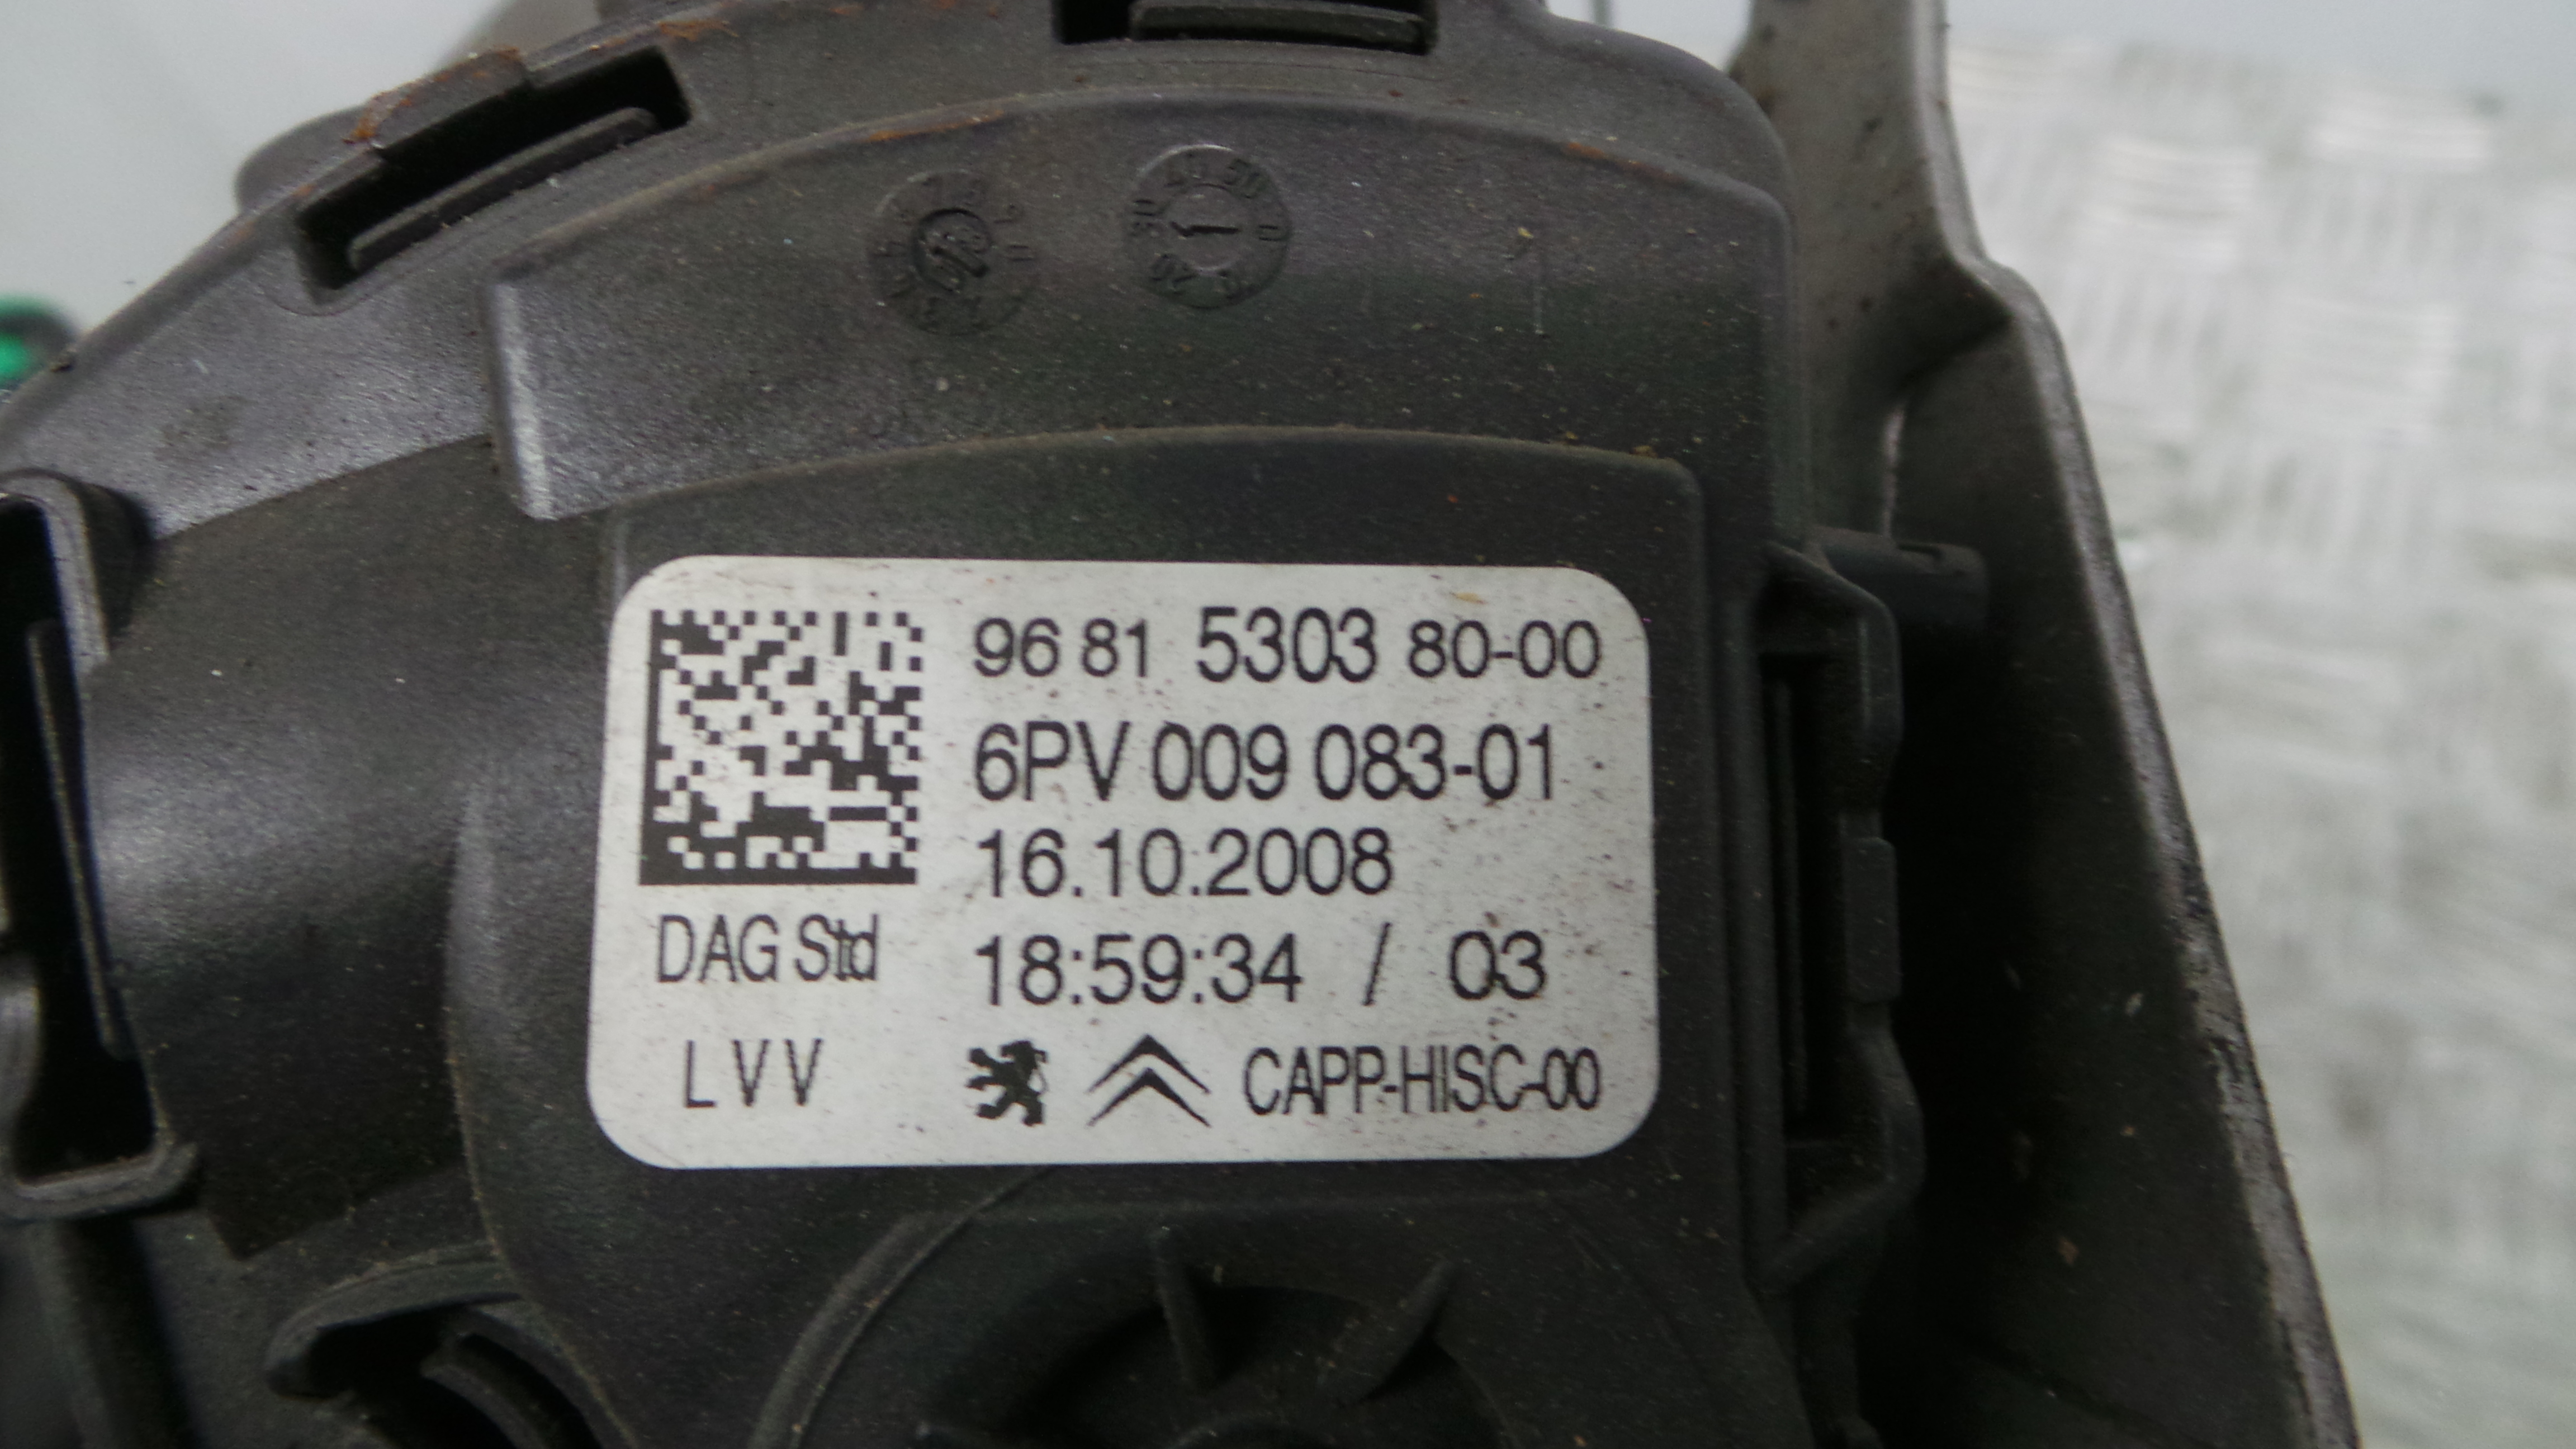 96 81 5303 80-00
6PV 009 083-01
16.10.2008
DAG Std
18:59:34 / 03
LVV
CAPP-HISC-00